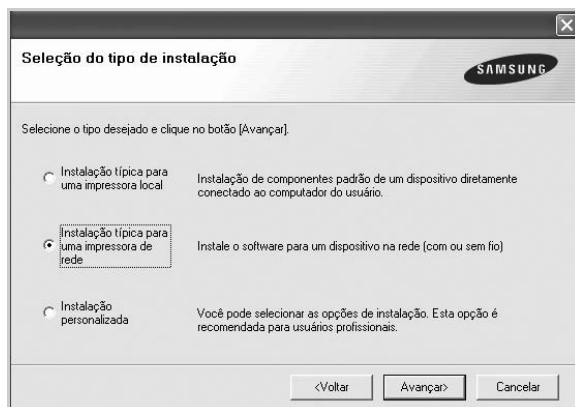 Seleção do tipo de instalação
SAMSUNG
Selecione o tipo desejado e clique no botão [Avançar].
Instalação típica para
uma impressora local
Instalação de componentes padrão de um dispositivo diretamente
conectado ao computador do usuário.
Instalação típica para
uma impressora de
rede
Instale o software para um dispositivo na rede (com ou sem fio)
Instalação
personalizada
Você pode selecionar as opções de instalação. Esta opção é
recomendada para usuários profissionais.
<Voltar
Avançar>
Cancelar